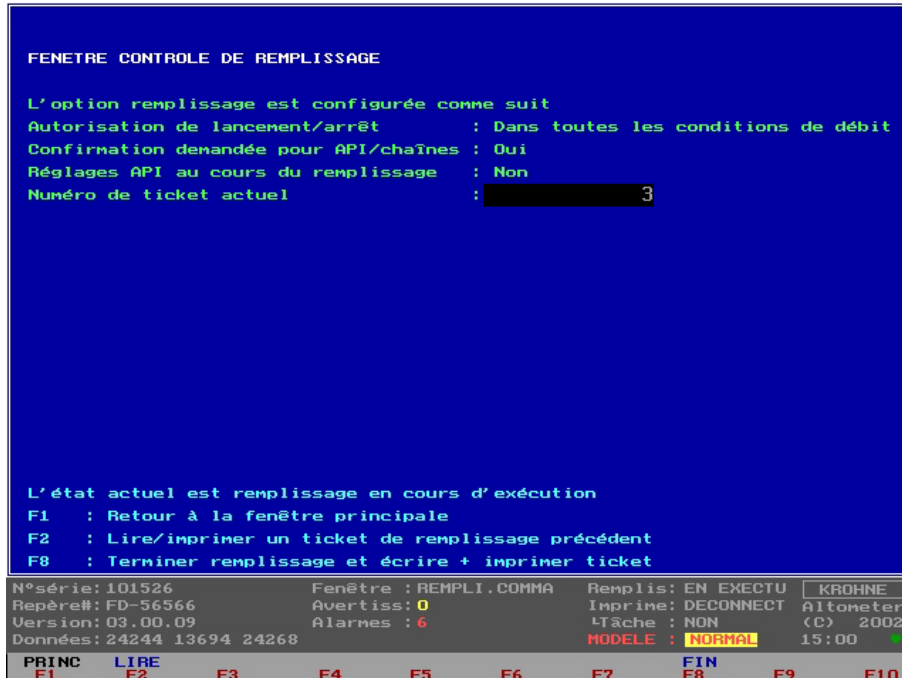 FENETRE CONTROLE DE REMPLISSAGE
L'option remplissage est configurée comme suit
Autorisation de lancement/arrêt : Dans toutes les conditions de débit
Confirmation demandée pour API/chaînes : Oui
Réglages API au cours du remplissage : Non
Numéro de ticket actuel : 3
L'état actuel est remplissage en cours d'exécution
F1 : Retour à la fenêtre principale
F2 : Lire/imprimer un ticket de remplissage précédent
F8 : Terminer remplissage et écrire + imprimer ticket
N°série:101526 Fenêtre :REMPLI.COMMA Remplis: EN EXECTU KROHNE
Repère#:FD-56566 Avertiss:0 Imprime: DECONNECT Altometer
Version:03.00.09 Alarmes :6 └Tâche : NON (C) 2002
Données:24244 13694 24268 MODELE : NORMAL 15:00 ♥
PRINC LIRE FIN
F1 F2 F3 F4 F5 F6 F7 F8 F9 F10